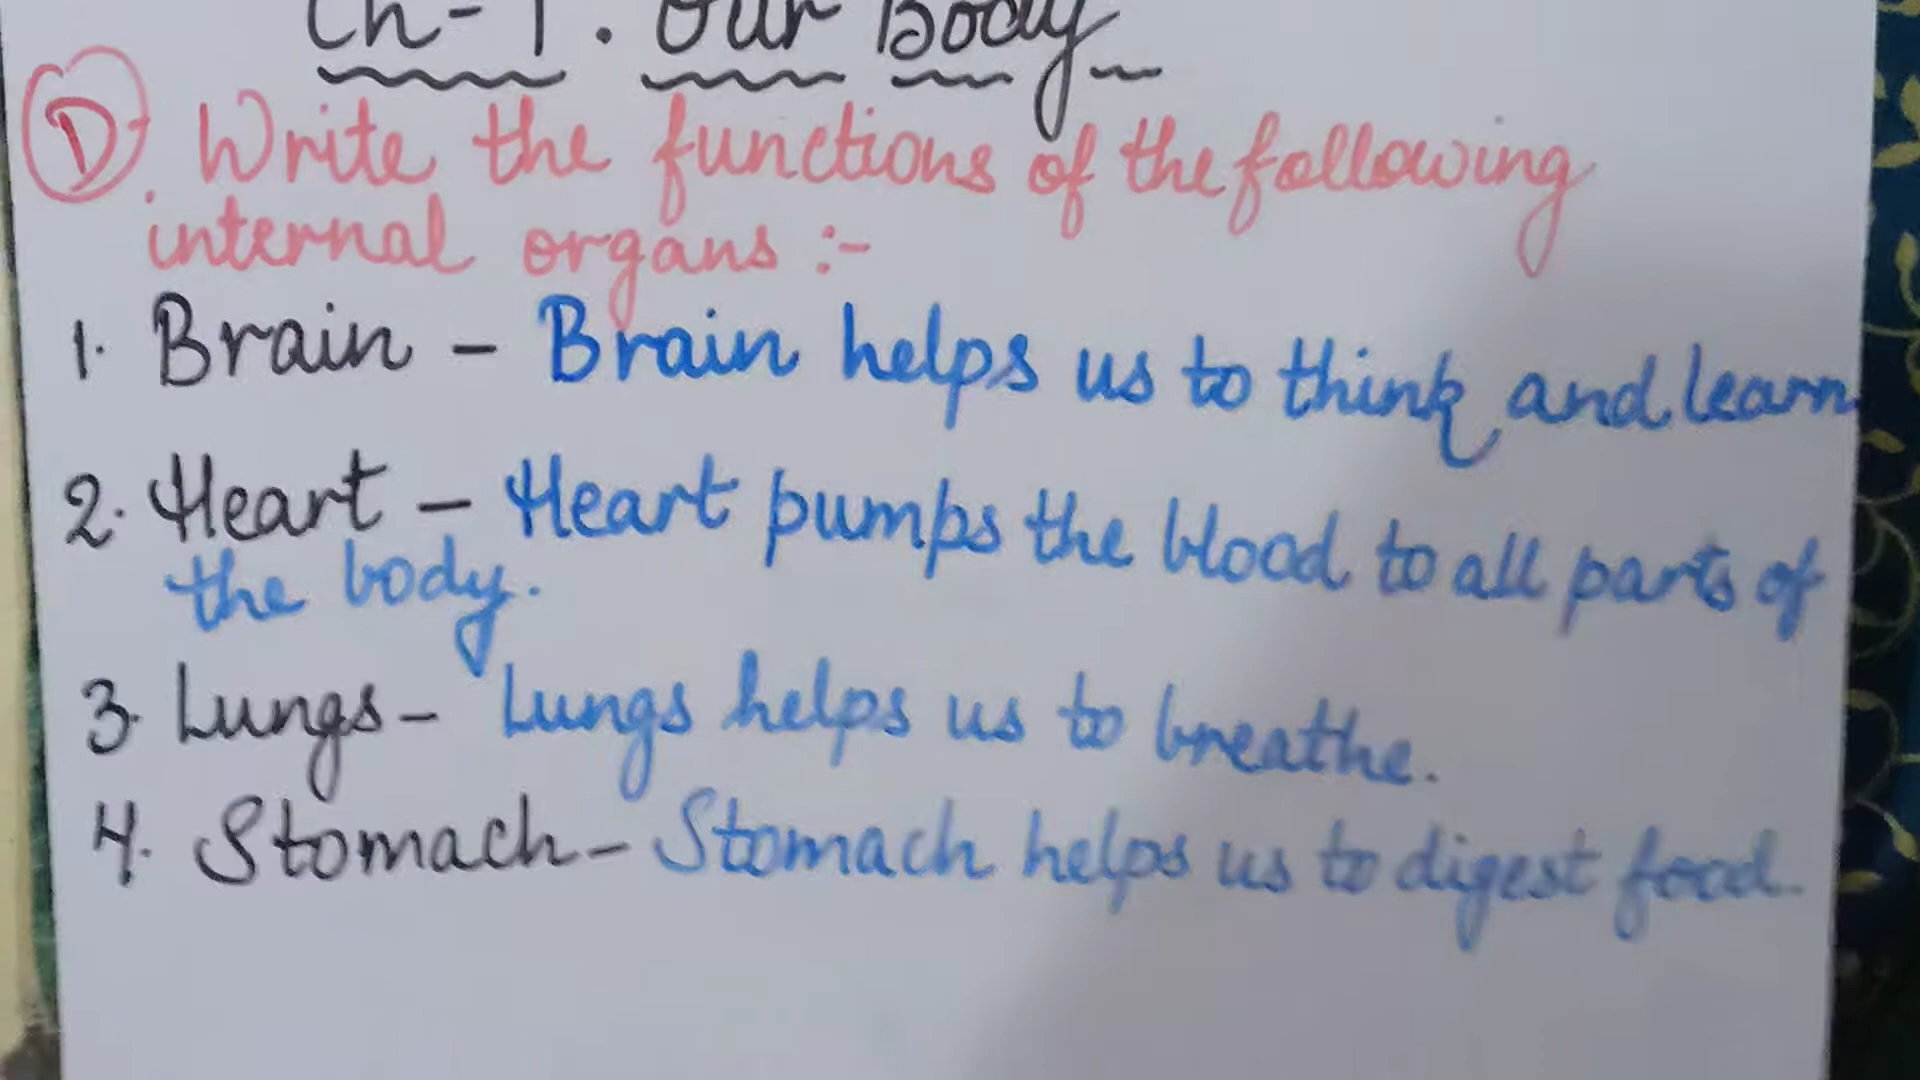 Ch-1. Our Body
D. Write the functions of the following
internal organs :-
1. Brain - Brain helps us to think and learn.
2. Heart - Heart pumps the blood to all parts of
the body.
3. Lungs - Lungs helps us to breathe.
4. Stomach - Stomach helps us to digest food.